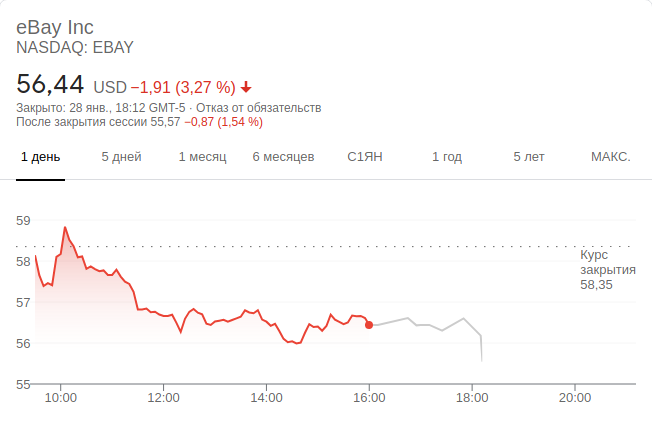 eBay Inc
NASDAQ: EBAY
56,44 USD −1,91 (3,27 %)
Закрыто: 28 янв., 18:12 GMT-5 · Отказ от обязательств
После закрытия сессии 55,57 −0,87 (1,54 %)
1 день 5 дней 1 месяц 6 месяцев С1ЯН 1 год 5 лет МАКС.
59
58
57
56
55
Курс
закрытия
58,35
10:00 12:00 14:00 16:00 18:00 20:00